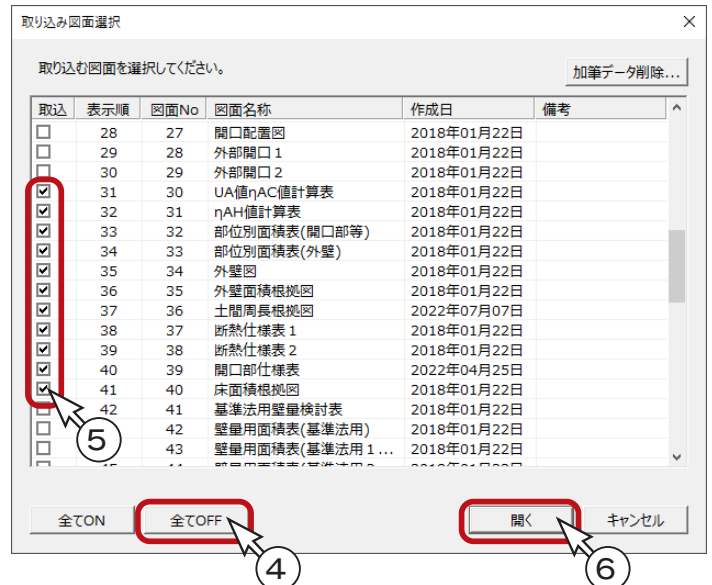 取り込み図面選択
取り込む図面を選択してください。
加筆データ削除...
取込 表示順 図面No 図面名称 作成日 備考
28 27 開口配置図 2018年01月22日
29 28 外部開口1 2018年01月22日
30 29 外部開口2 2018年01月22日
31 30 UA値ηAC値計算表 2018年01月22日
32 31 ηAH値計算表 2018年01月22日
33 32 部位別面積表(開口部等) 2018年01月22日
34 33 部位別面積表(外壁) 2018年01月22日
35 34 外壁図 2018年01月22日
36 35 外壁面積根拠図 2018年01月22日
37 36 土間周長根拠図 2022年07月07日
38 37 断熱仕様表1 2018年01月22日
39 38 断熱仕様表2 2018年01月22日
40 39 開口部仕様表 2022年04月25日
41 40 床面積根拠図 2018年01月22日
42 41 基準法用壁量検討表 2018年01月22日
42 壁量用面積表(基準法用) 2018年01月22日
43 壁量用面積表(基準法用1... 2018年01月22日
⑤
全てON 全てOFF 開く キャンセル
④ ⑥